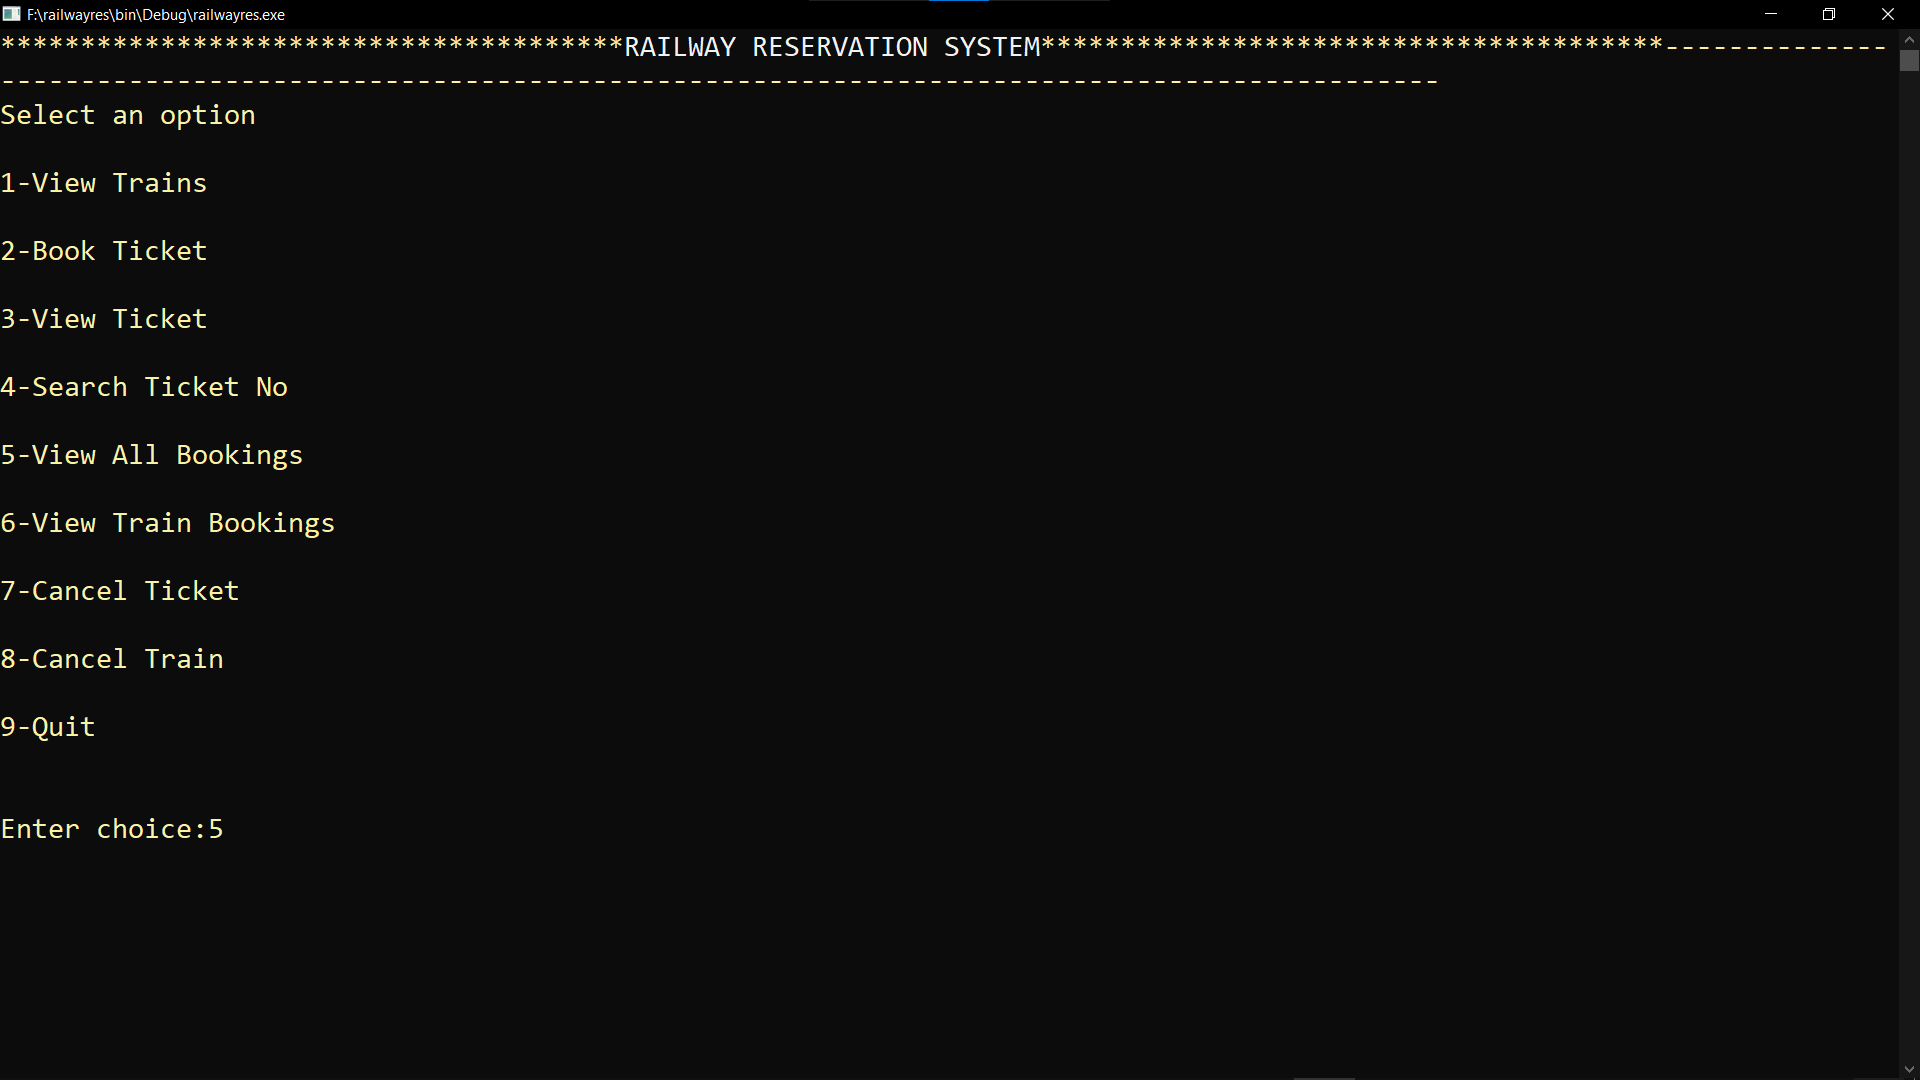 F:\railwayres\bin\Debug\railwayres.exe
***************************************RAILWAY RESERVATION SYSTEM***************************************--------------
------------------------------------------------------------------------------------------
Select an option
1-View Trains
2-Book Ticket
3-View Ticket
4-Search Ticket No
5-View All Bookings
6-View Train Bookings
7-Cancel Ticket
8-Cancel Train
9-Quit
Enter choice:5